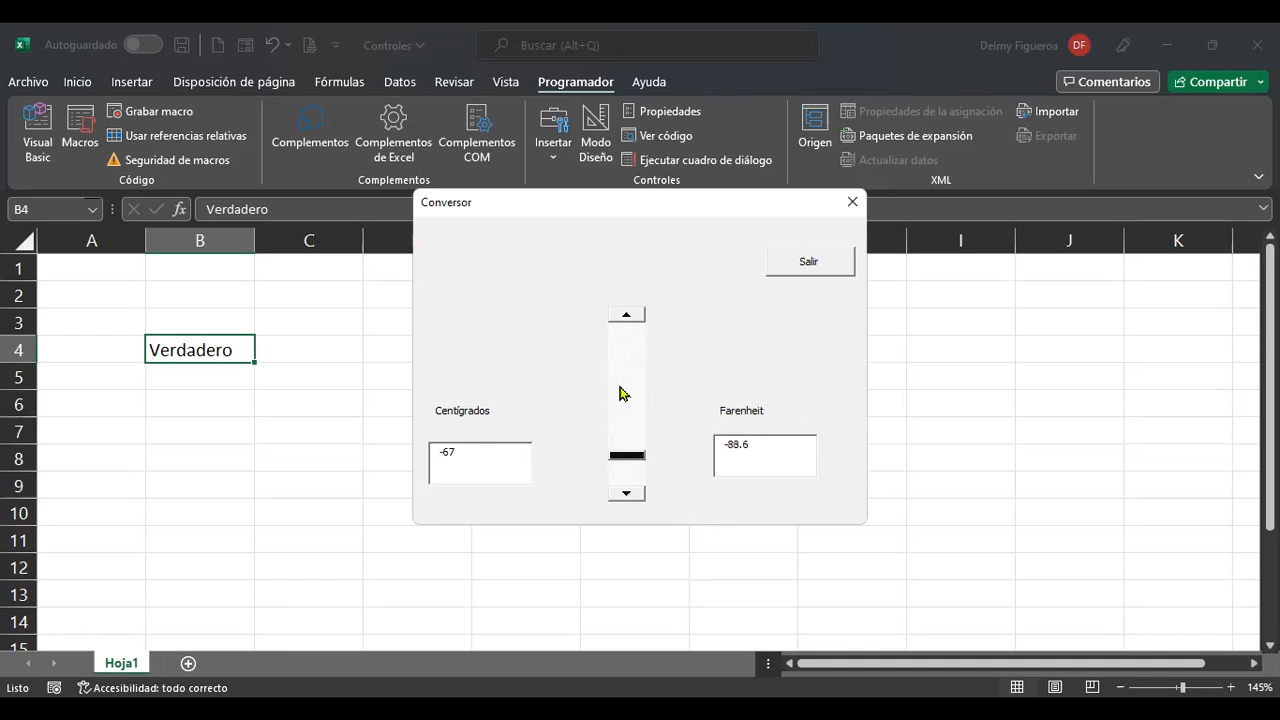 Autoguardado
Controles
Buscar (Alt+Q)
Delmy Figueroa
DF
Archivo
Inicio
Insertar
Disposición de página
Fórmulas
Datos
Revisar
Vista
Programador
Ayuda
Comentarios
Compartir
Visual Basic
Macros
Grabar macro
Usar referencias relativas
Seguridad de macros
Código
Complementos
Complementos de Excel
Complementos COM
Complementos
Insertar
Modo Diseño
Propiedades
Ver código
Ejecutar cuadro de diálogo
Controles
Origen
Propiedades de la asignación
Paquetes de expansión
Actualizar datos
Importar
Exportar
XML
B4
fx
Verdadero
Conversor
Salir
A B C I J K
1
2
3
4 Verdadero
5
6
7
8
9
10
11
12
13
14
15
Centígrados
-67
Farenheit
-88.6
Hoja1
Listo
Accesibilidad: todo correcto
145%